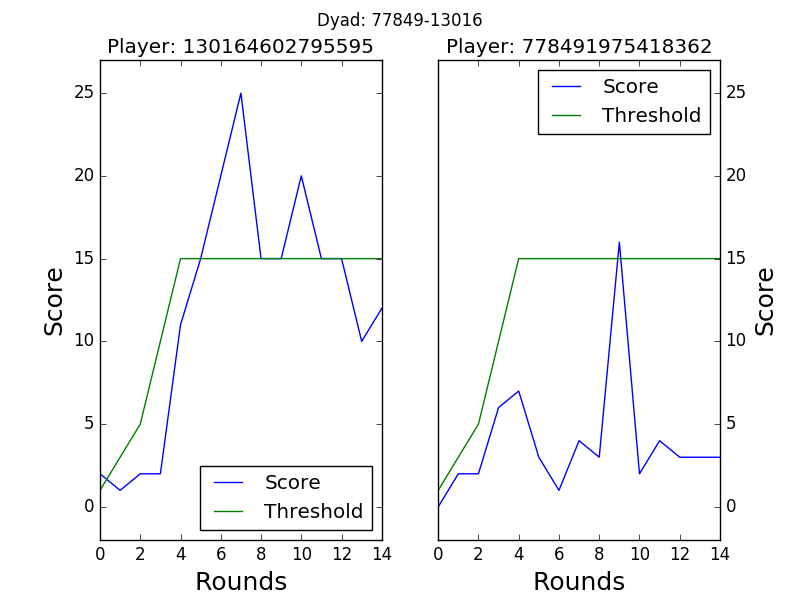 Dyad: 77849-13016
Player: 130164602795595
Player: 778491975418362
25
20
15
10
5
0
Score
0 2 4 6 8 10 12 14
Rounds
Score
Threshold
Score
Threshold
25
20
15
10
5
0
Score
0 2 4 6 8 10 12 14
Rounds